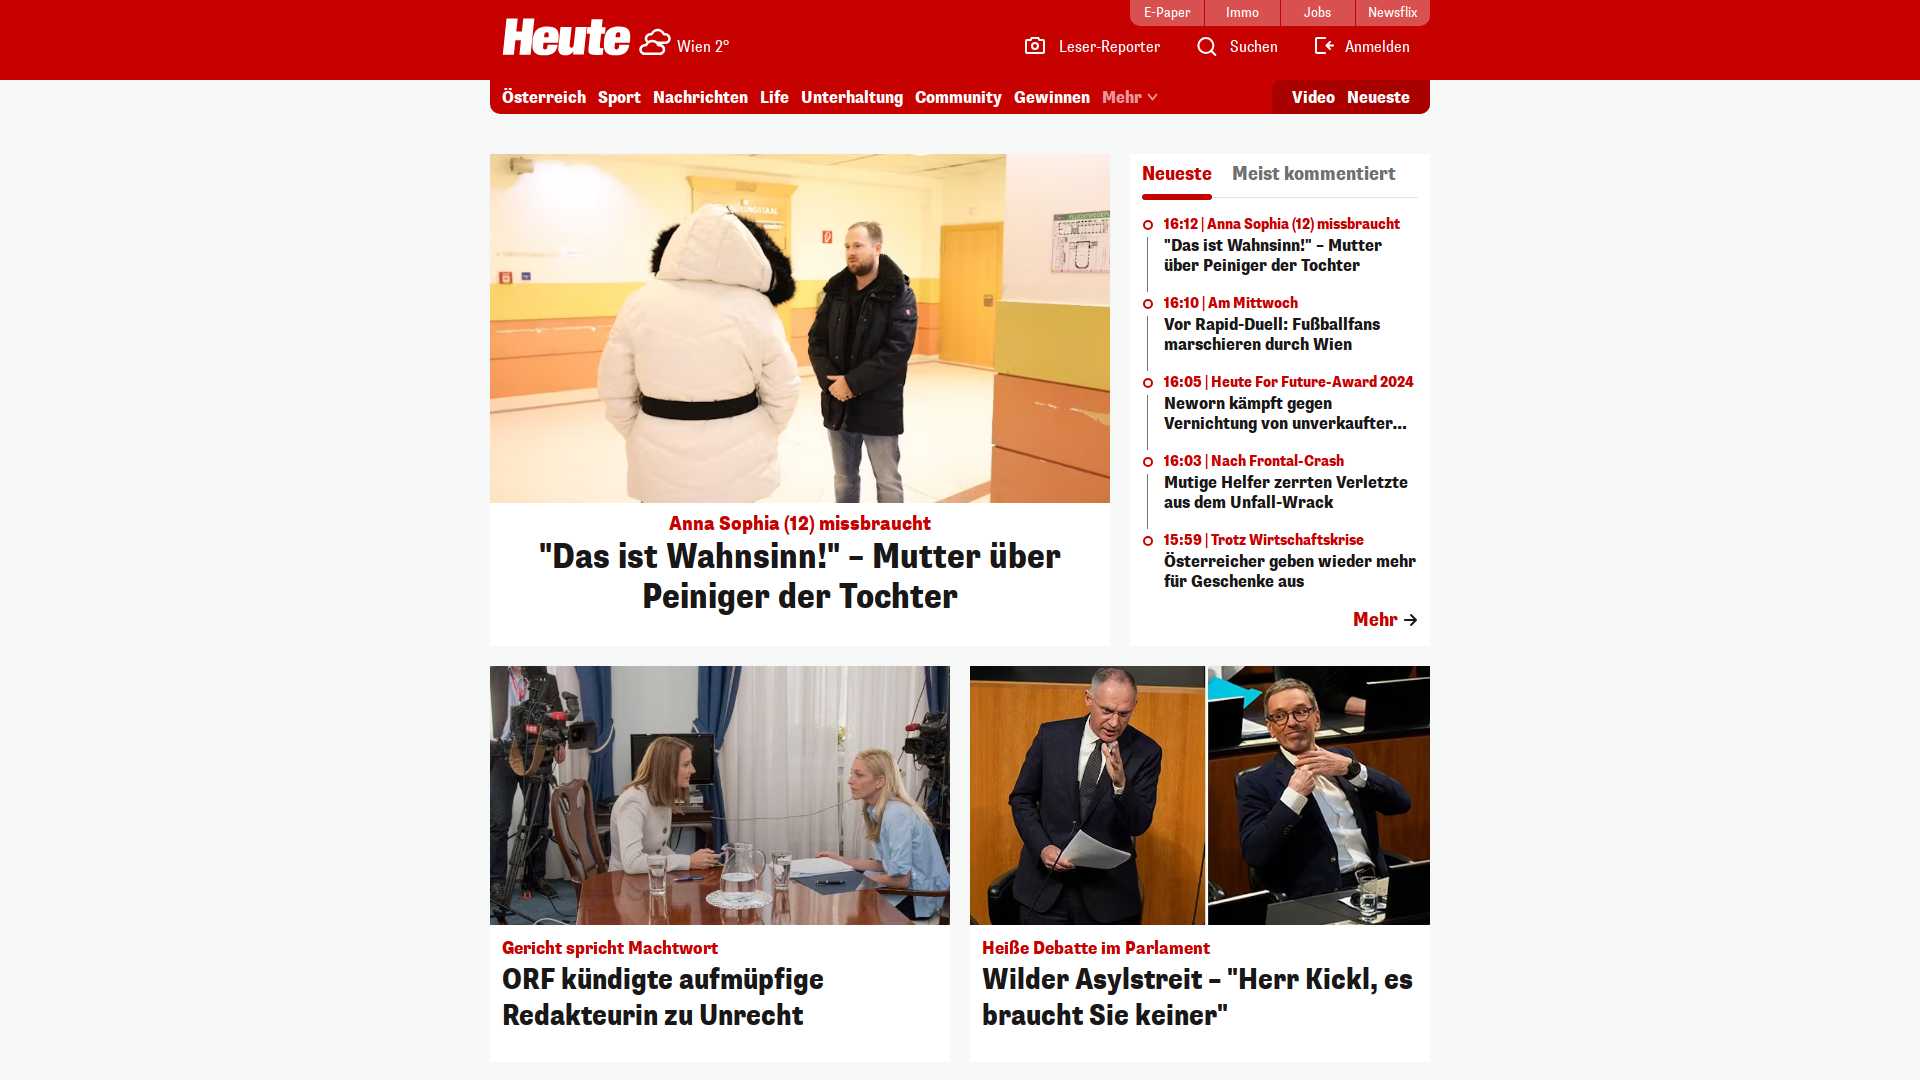 E-Paper
Immo
Jobs
Newsflix
Heute
Wien 2°
Leser-Reporter
Suchen
Anmelden
Österreich
Sport
Nachrichten
Life
Unterhaltung
Community
Gewinnen
Mehr
Video
Neueste
Anna Sophia (12) missbraucht
"Das ist Wahnsinn!" – Mutter über
Peiniger der Tochter
Neueste
Meist kommentiert
16:12 | Anna Sophia (12) missbraucht
"Das ist Wahnsinn!" – Mutter
über Peiniger der Tochter
16:10 | Am Mittwoch
Vor Rapid-Duell: Fußballfans
marschieren durch Wien
16:05 | Heute For Future-Award 2024
Neworn kämpft gegen
Vernichtung von unverkaufter...
16:03 | Nach Frontal-Crash
Mutige Helfer zerrten Verletzte
aus dem Unfall-Wrack
15:59 | Trotz Wirtschaftskrise
Österreicher geben wieder mehr
für Geschenke aus
Mehr
Gericht spricht Machtwort
ORF kündigte aufmüpfige
Redakteurin zu Unrecht
Heiße Debatte im Parlament
Wilder Asylstreit – "Herr Kickl, es
braucht Sie keiner"